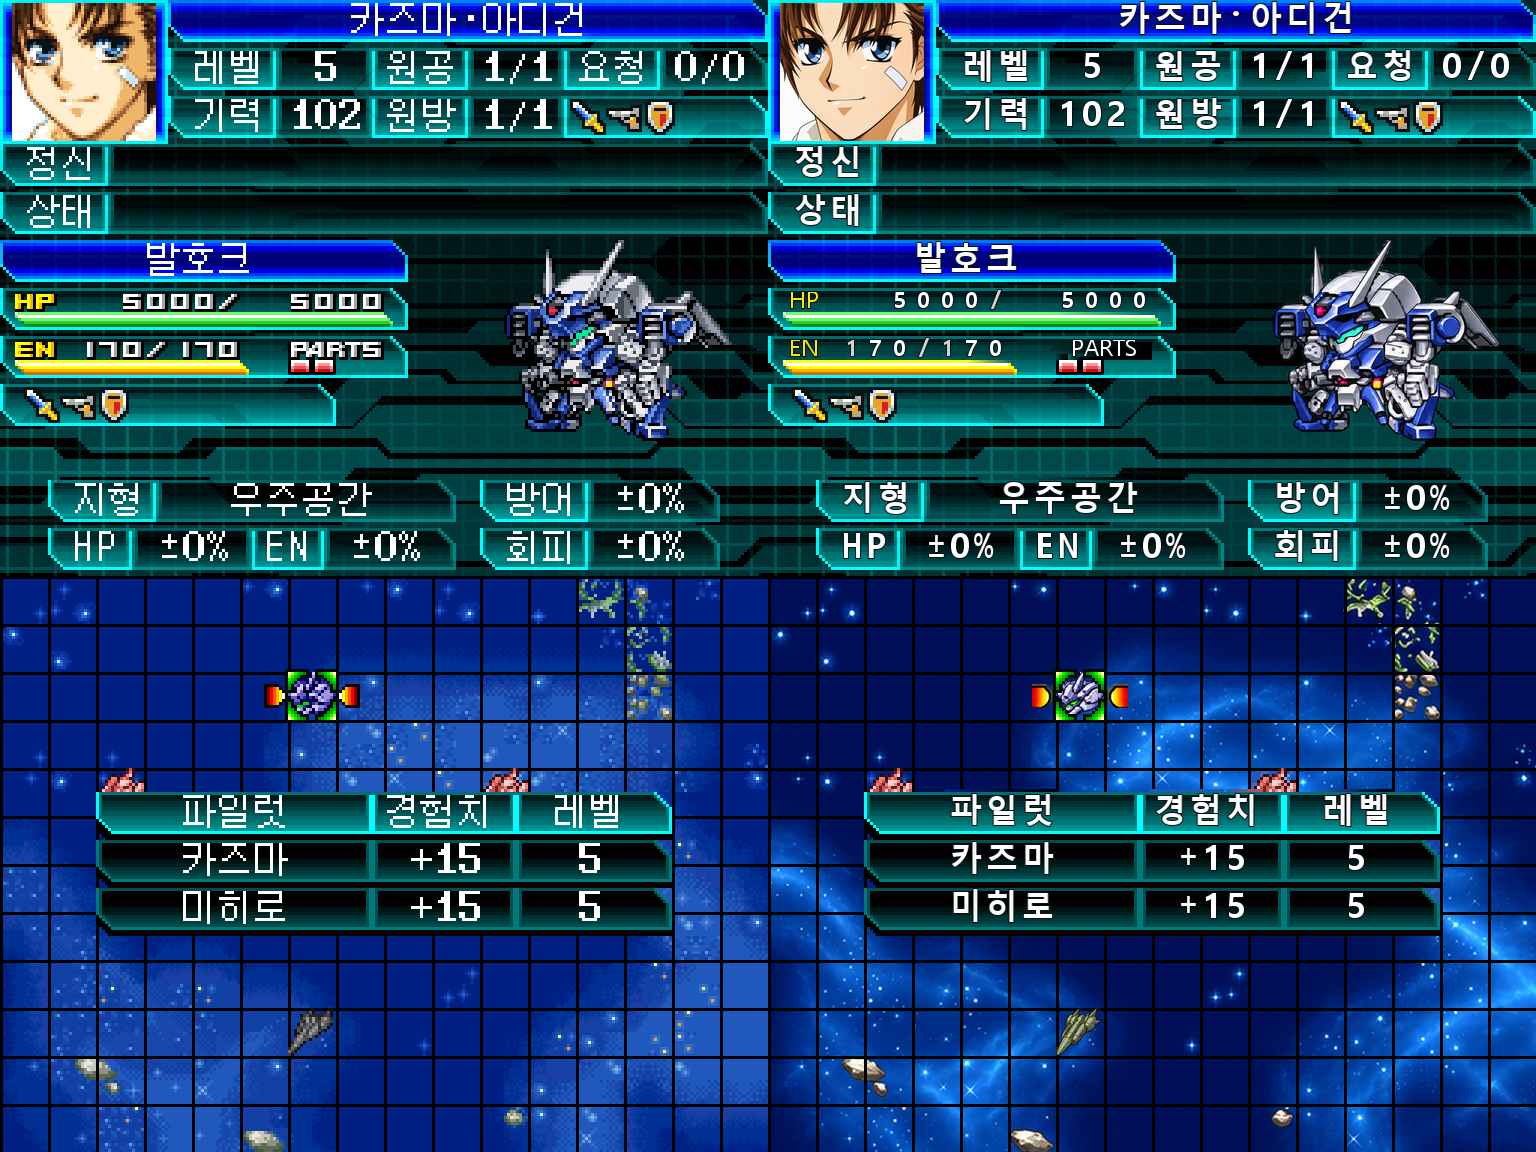 카즈마·아디건
레벨 5 원공 1/1 요청 0/0
기력 102 원방 1/1
정신
상태
발호크
HP 5000/ 5000
EN 170/170 PARTS
지형 우주공간 방어 ±0%
HP ±0% EN ±0% 회피 ±0%
파일럿 경험치 레벨
카즈마 +15 5
미히로 +15 5
카즈마·아디건
레벨 5 원공 1/1 요청 0/0
기력 102 원방 1/1
정신
상태
발호크
HP 5000/ 5000
EN 170/170 PARTS
지형 우주공간 방어 ±0%
HP ±0% EN ±0% 회피 ±0%
파일럿 경험치 레벨
카즈마 +15 5
미히로 +15 5